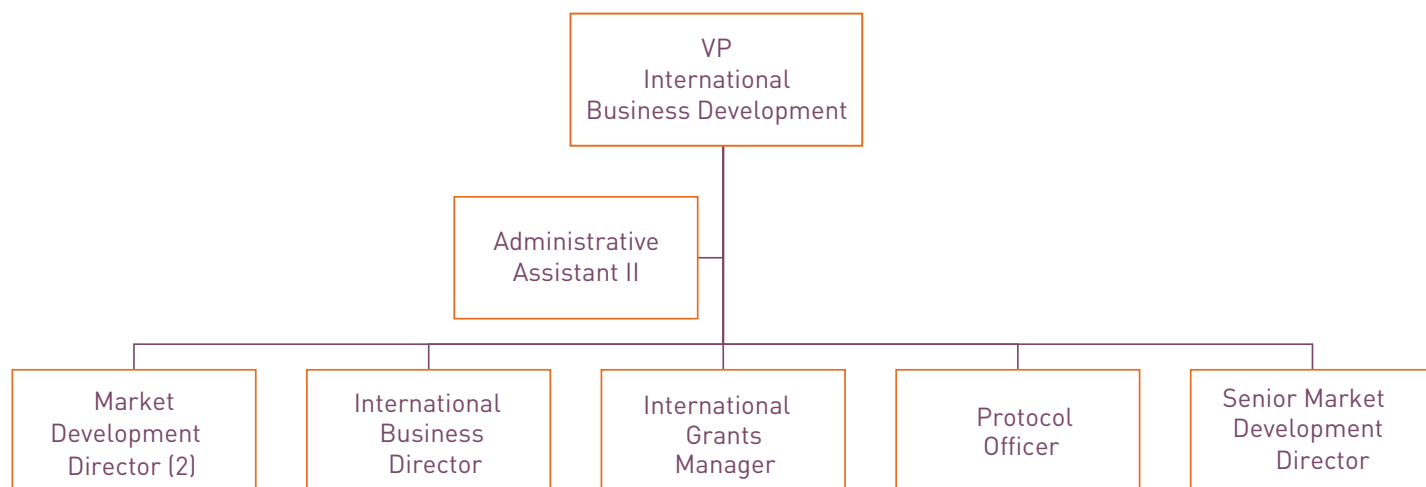 VP
International
Business Development
Administrative
Assistant II
Market
Development
Director (2)
International
Business
Director
International
Grants
Manager
Protocol
Officer
Senior Market
Development
Director